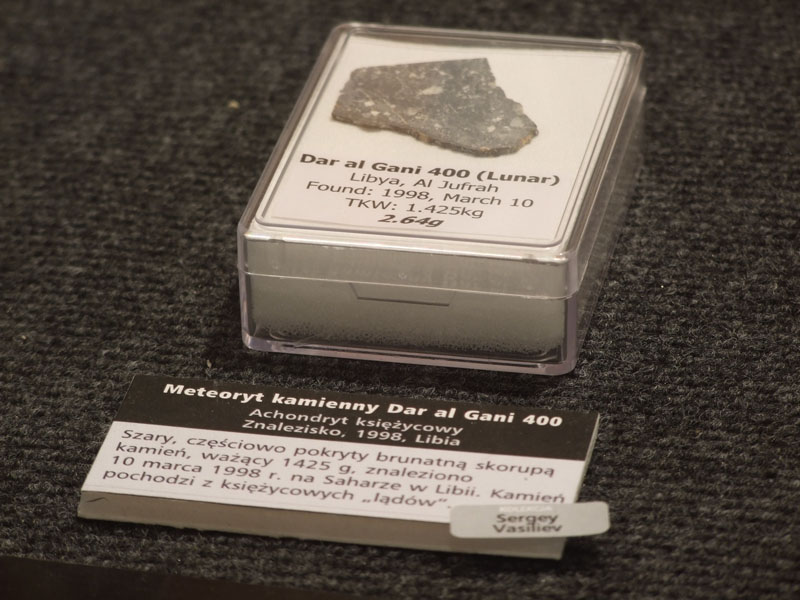 Dar al Gani 400 (Lunar)
Libya, Al Jufrah
Found: 1998, March 10
TKW: 1.425kg
2.64g
Meteoryt kamienny Dar al Gani 400
Achondryt księżycowy
Znalezisko, 1998, Libia
Szary, częściowo pokryty brunatną skorupą
kamień, ważący 1425 g, znaleziono
10 marca 1998 r. na Saharze w Libii. Kamień
pochodzi z księżycowych „lądów”.
KOLEKCJA
Sergey
Vasiliev